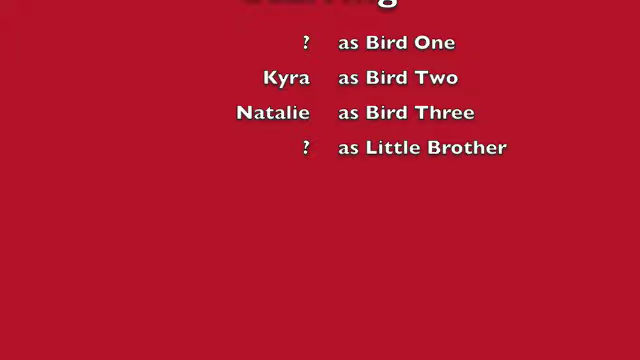 ? as Bird One
Kyra as Bird Two
Natalie as Bird Three
? as Little Brother